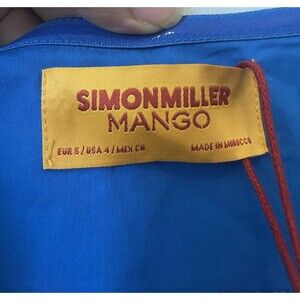 SIMONMILLER
MANGO
EUR S / USA 4 / MEX CH
MADE IN MOROCCO